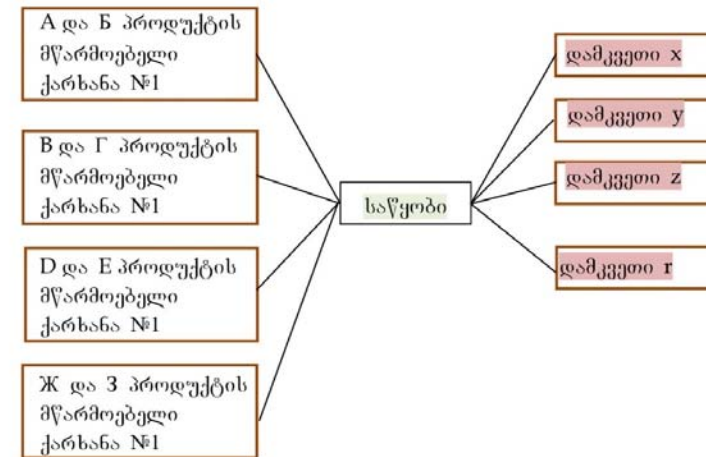 А და Б პროდუქტის
მწარმოებელი
ქარხანა №1
В და Г პროდუქტის
მწარმოებელი
ქარხანა №1
D და Е პროდუქტის
მწარმოებელი
ქარხანა №1
Ж და З პროდუქტის
მწარმოებელი
ქარხანა №1
საწყობი
დამკვეთი x
დამკვეთი y
დამკვეთი z
დამკვეთი r